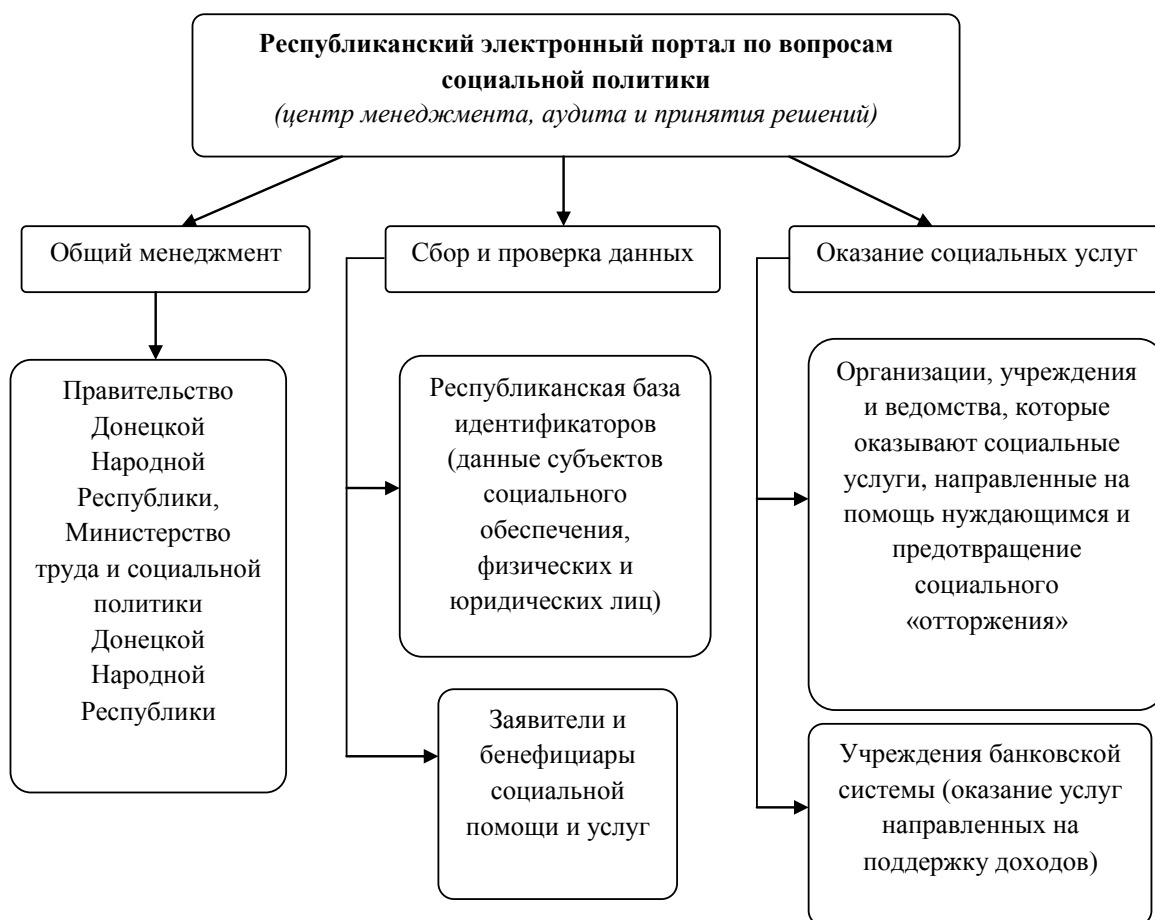 Республиканский электронный портал по вопросам
социальной политики
(центр менеджмента, аудита и принятия решений)
Общий менеджмент
Сбор и проверка данных
Оказание социальных услуг
Правительство
Донецкой
Народной
Республики,
Министерство
труда и социальной
политики
Донецкой
Народной
Республики
Республиканская база
идентификаторов
(данные субъектов
социального
обеспечения,
физических и
юридических лиц)
Заявители и
бенефициары
социальной
помощи и услуг
Организации, учреждения
и ведомства, которые
оказывают социальные
услуги, направленные на
помощь нуждающимся и
предотвращение
социального
«отторжения»
Учреждения банковской
системы (оказание услуг
направленных на
поддержку доходов)